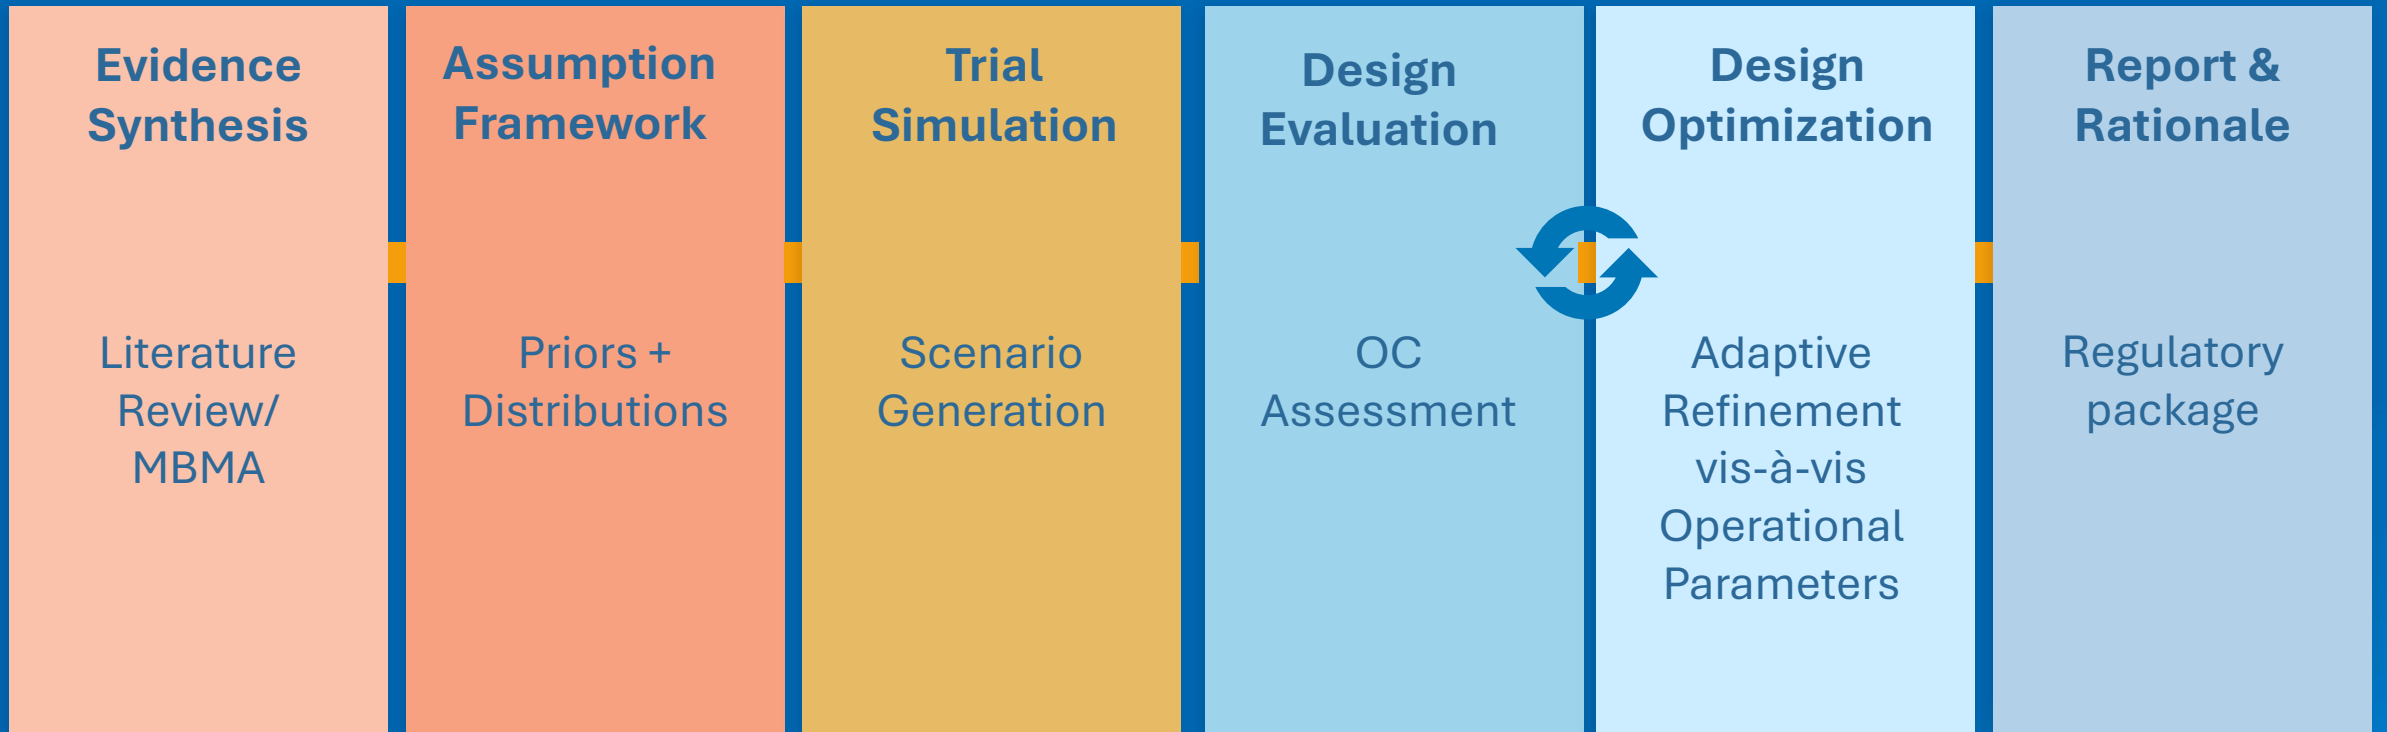 Evidence
Synthesis
Literature
Review/
MBMA
Assumption
Framework
Priors +
Distributions
Trial
Simulation
Scenario
Generation
Design
Evaluation
OC
Assessment
Design
Optimization
Adaptive
Refinement
vis-à-vis
Operational
Parameters
Report &
Rationale
Regulatory
package